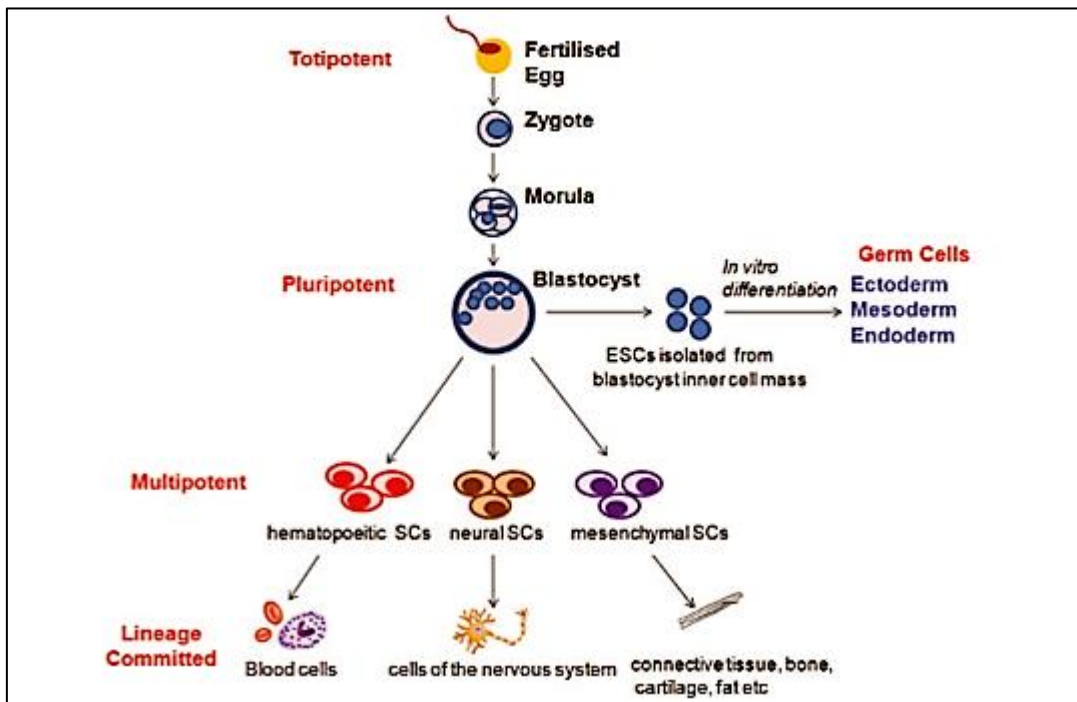 Totipotent
Fertilised
Egg
Zygote
Morula
Pluripotent
Blastocyst
In vitro
differentiation
Germ Cells
Ectoderm
Mesoderm
Endoderm
ESCs isolated from
blastocyst inner cell mass
Multipotent
hematopoeitic SCs
neural SCs
mesenchymal SCs
Lineage
Committed
Blood cells
cells of the nervous system
connective tissue, bone,
cartilage, fat etc